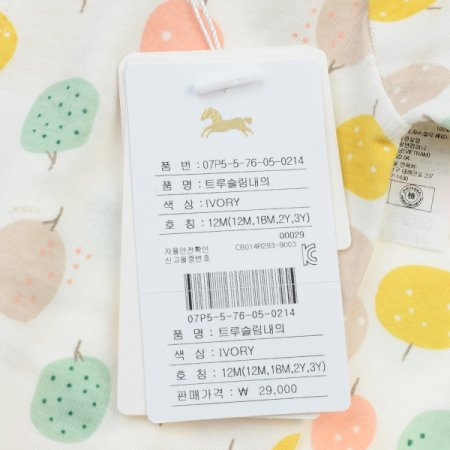 품 번 : 07P5-5-76-05-0214
품 명 : 트루슬림내의
색 상 : IVORY
호 칭 : 12M(12M,18M,2Y,3Y)
00029
자율안전확인
신고필증번호
CB014R293-9003
07P5-5-76-05-0214
품 명 : 트루슬림내의
색 상 : IVORY
호 칭 : 12M(12M,18M,2Y,3Y)
판매가격 : ₩ 29,000